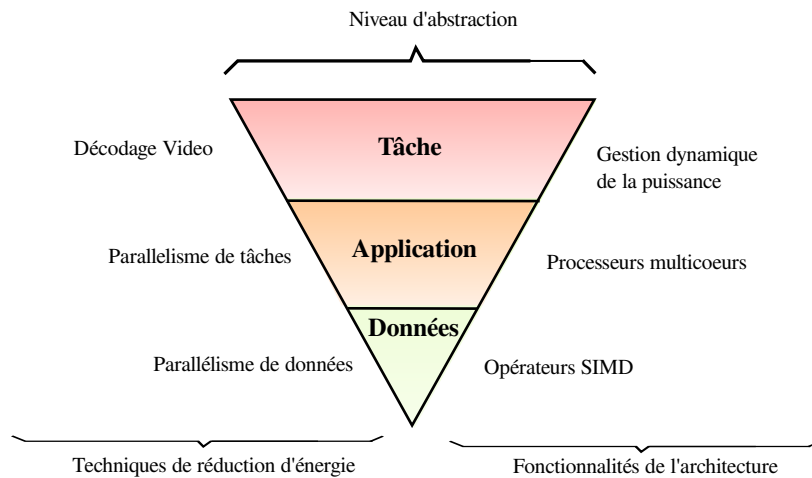 Niveau d'abstraction
Décodage Video
Tâche
Gestion dynamique
de la puissance
Parallelisme de tâches
Application
Processeurs multicoeurs
Données
Parallélisme de données
Opérateurs SIMD
Techniques de réduction d'énergie
Fonctionnalités de l'architecture